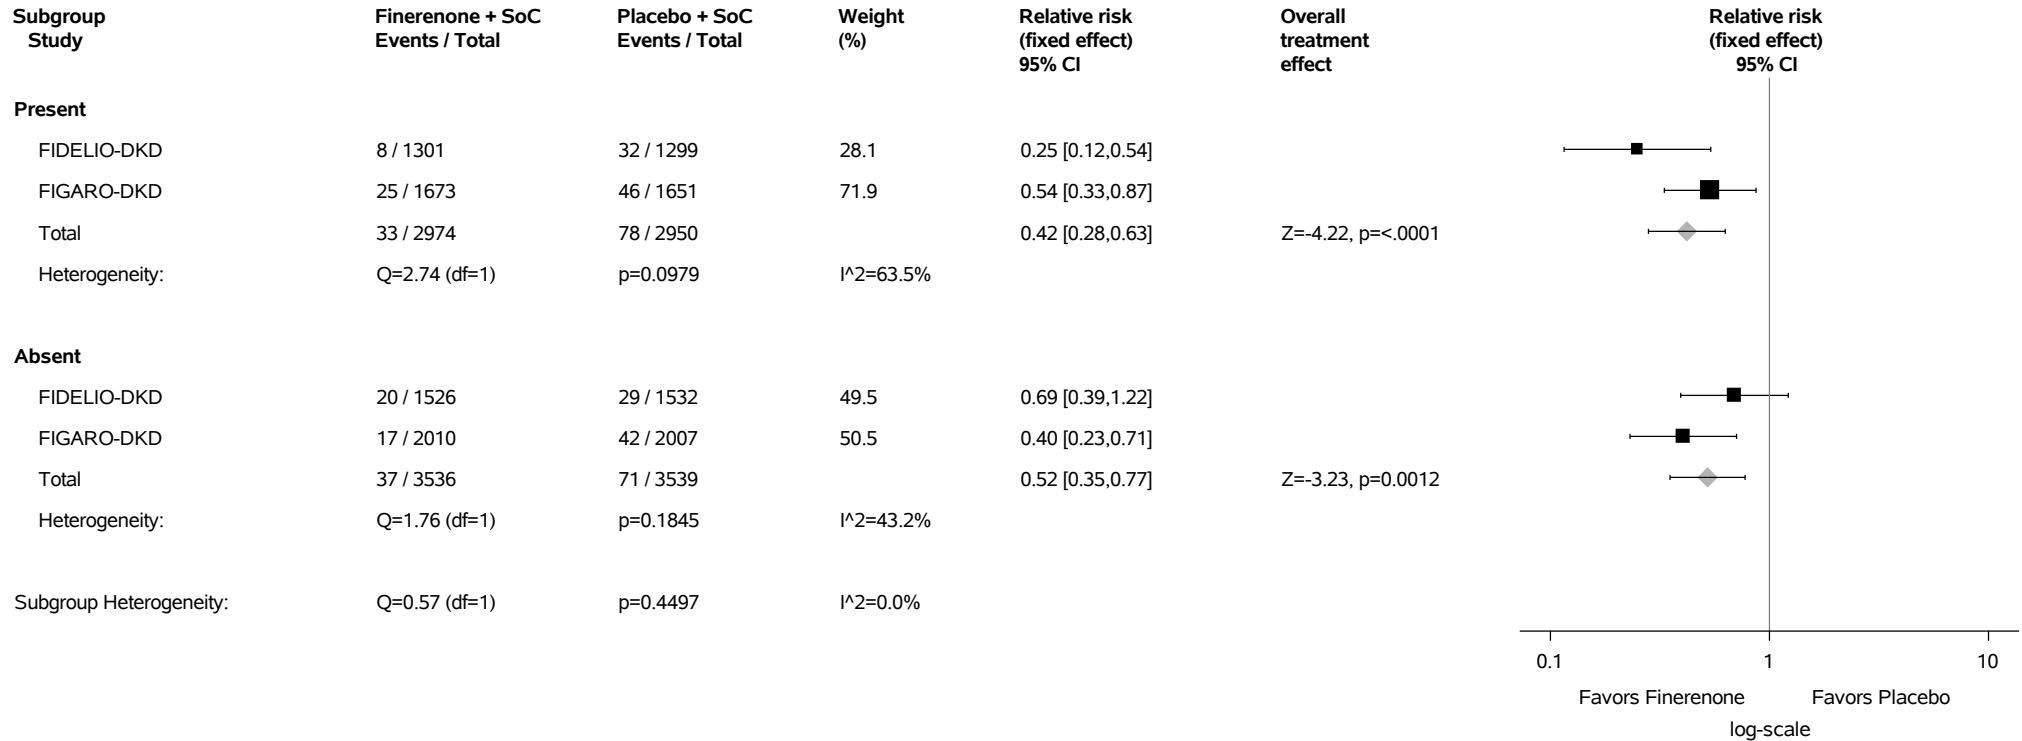 Subgroup Finerenone + SoC Placebo + SoC Weight Relative risk Overall Relative risk
Study Events / Total Events / Total (%) (fixed effect) treatment (fixed effect)
95% CI effect 95% CI
Present
FIDELIO-DKD 8 / 1301 32 / 1299 28.1 0.25 [0.12,0.54]
FIGARO-DKD 25 / 1673 46 / 1651 71.9 0.54 [0.33,0.87]
Total 33 / 2974 78 / 2950 0.42 [0.28,0.63] Z=-4.22, p=<.0001
Heterogeneity: Q=2.74 (df=1) p=0.0979 I^2=63.5%
Absent
FIDELIO-DKD 20 / 1526 29 / 1532 49.5 0.69 [0.39,1.22]
FIGARO-DKD 17 / 2010 42 / 2007 50.5 0.40 [0.23,0.71]
Total 37 / 3536 71 / 3539 0.52 [0.35,0.77] Z=-3.23, p=0.0012
Heterogeneity: Q=1.76 (df=1) p=0.1845 I^2=43.2%
Subgroup Heterogeneity: Q=0.57 (df=1) p=0.4497 I^2=0.0%
0.1 1 10
Favors Finerenone Favors Placebo
log-scale